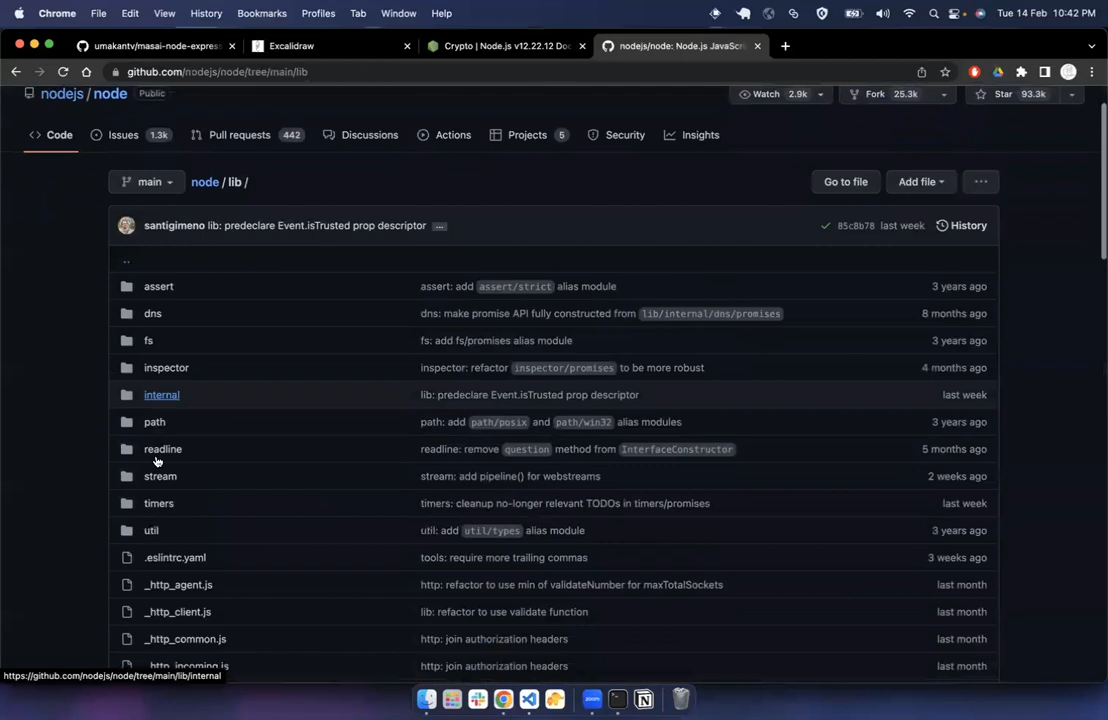 Chrome File Edit View History Bookmarks Profiles Tab Window Help Tue 14 Feb 10:42 PM
umakantv/masai-node-expres Excalidraw Crypto | Node.js v12.22.12 Do nodejs/node: Node.js JavaScri
github.com/nodejs/node/tree/main/lib
nodejs / node Public Watch 2.9k Fork 25.3k Star 93.3k
Code Issues 1.3k Pull requests 442 Discussions Actions Projects 5 Security Insights
main node / lib / Go to file Add file
santigimeno lib: predeclare Event.isTrusted prop descriptor ... 85c8b78 last week History
..
assert assert: add assert/strict alias module 3 years ago
dns dns: make promise API fully constructed from lib/internal/dns/promises 8 months ago
fs fs: add fs/promises alias module 3 years ago
inspector inspector: refactor inspector/promises to be more robust 4 months ago
internal lib: predeclare Event.isTrusted prop descriptor last week
path path: add path/posix and path/win32 alias modules 3 years ago
readline readline: remove question method from InterfaceConstructor 5 months ago
stream stream: add pipeline() for webstreams 2 weeks ago
timers timers: cleanup no-longer relevant TODOs in timers/promises last week
util util: add util/types alias module 3 years ago
.eslintrc.yaml tools: require more trailing commas 3 weeks ago
_http_agent.js http: refactor to use min of validateNumber for maxTotalSockets last month
_http_client.js lib: refactor to use validate function last month
_http_common.js http: join authorization headers last month
_http_incoming.js http: join authorization headers last month
https://github.com/nodejs/node/tree/main/lib/internal